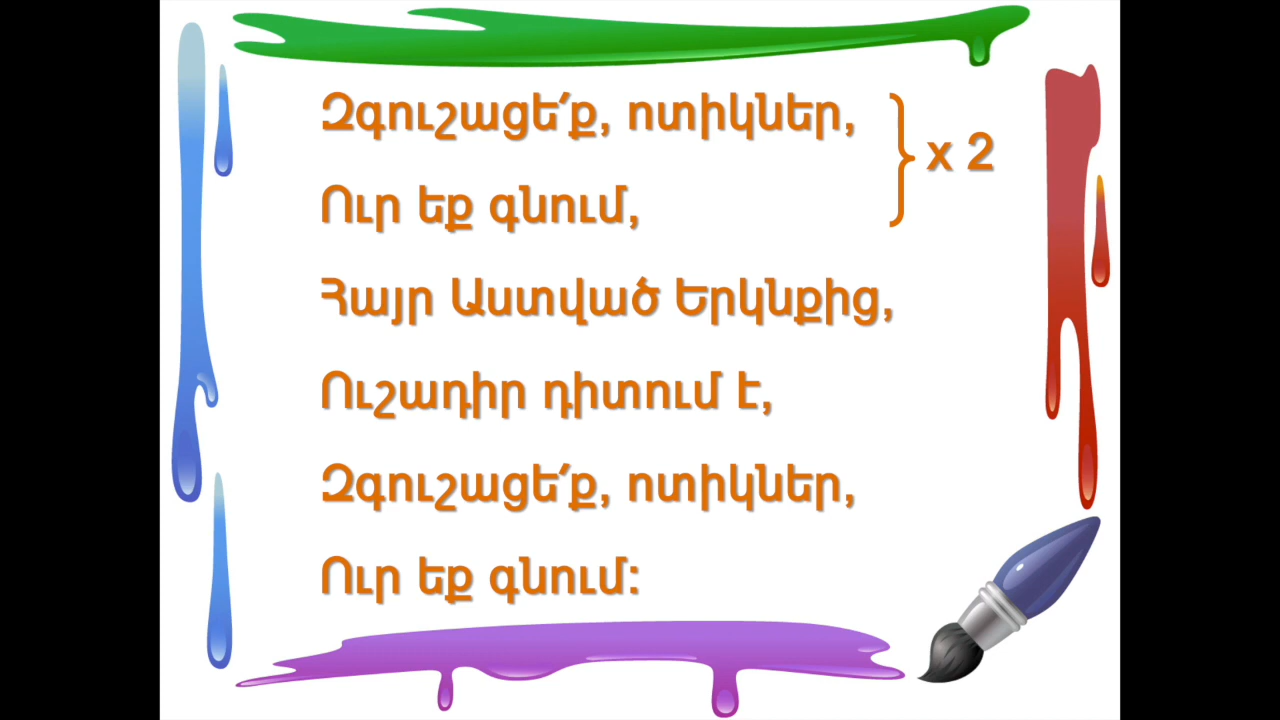 Զգուշացե՛ք, ոտիկներ,
x 2
Ուր եք գնում,
Հայր Աստված Երկնքից,
Ուշադիր դիտում է,
Զգուշացե՛ք, ոտիկներ,
Ուր եք գնում: